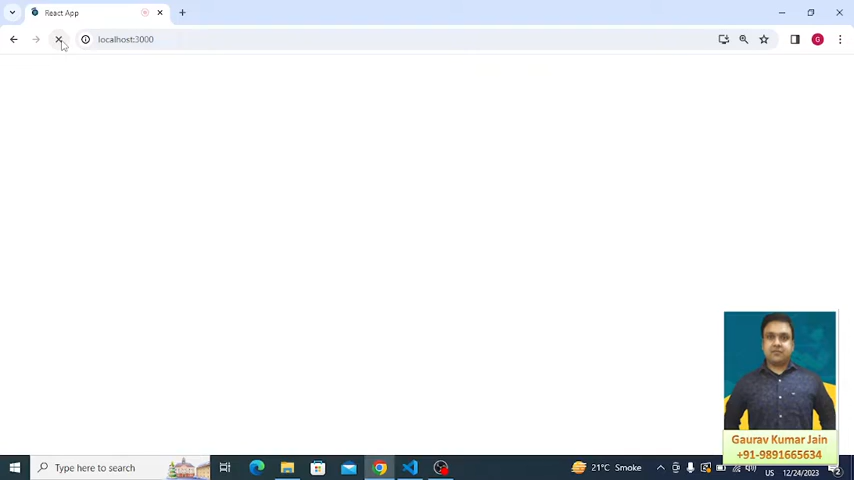 React App
localhost:3000
Gaurav Kumar Jain
+91-9891665634
Type here to search
21°C Smoke
US
12/24/2023
2